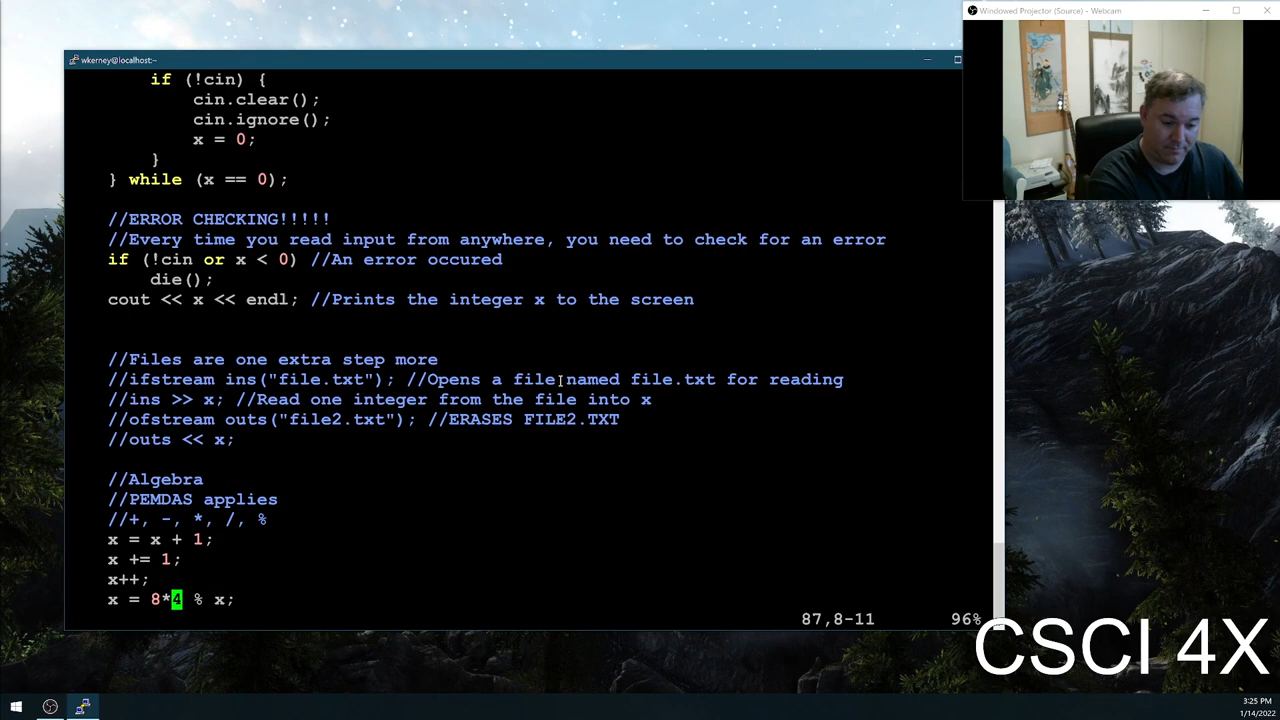 Windowed Projector (Source) - Webcam
wkerney@localhost:~
if (!cin) {
cin.clear();
cin.ignore();
x = 0;
}
} while (x == 0);
//ERROR CHECKING!!!!!
//Every time you read input from anywhere, you need to check for an error
if (!cin or x < 0) //An error occured
die();
cout << x << endl; //Prints the integer x to the screen
//Files are one extra step more
//ifstream ins("file.txt"); //Opens a file named file.txt for reading
//ins >> x; //Read one integer from the file into x
//ofstream outs("file2.txt"); //ERASES FILE2.TXT
//outs << x;
//Algebra
//PEMDAS applies
//+, -, *, /, %
x = x + 1;
x += 1;
x++;
x = 8*4 % x;
87,8-11 96%
CSCI 4X
3:25 PM
1/14/2022